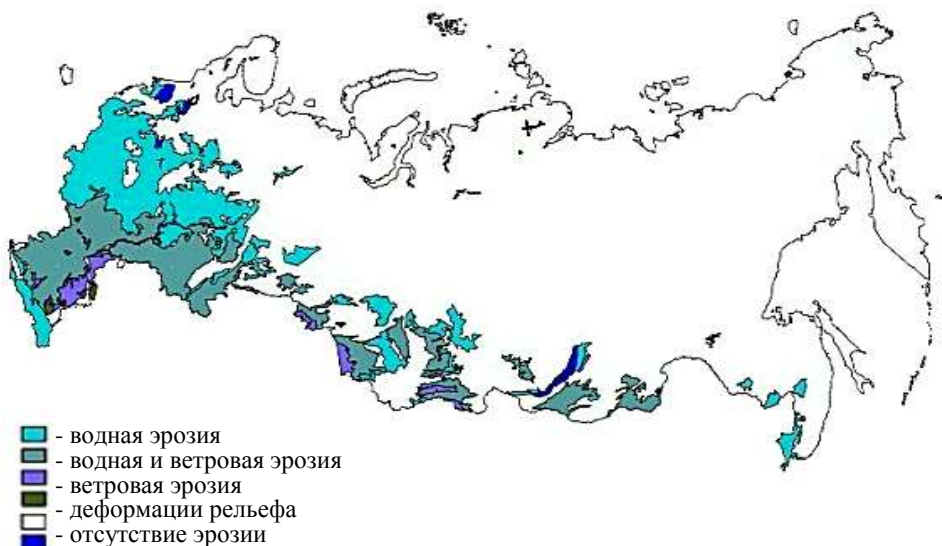 - водная эрозия
- водная и ветровая эрозия
- ветровая эрозия
- деформации рельефа
- отсутствие эрозии